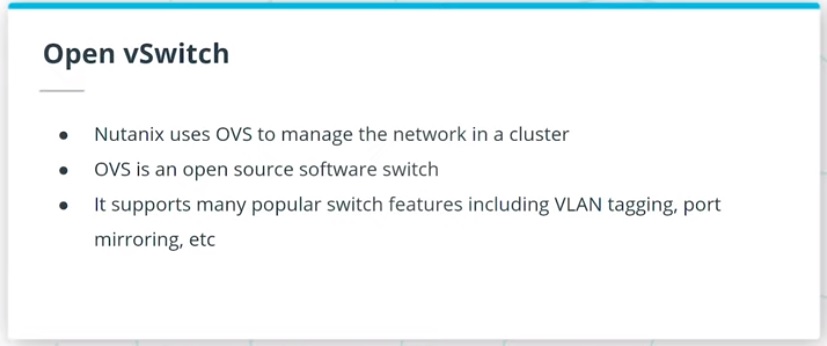 Open vSwitch
● Nutanix uses OVS to manage the network in a cluster
● OVS is an open source software switch
● It supports many popular switch features including VLAN tagging, port
mirroring, etc